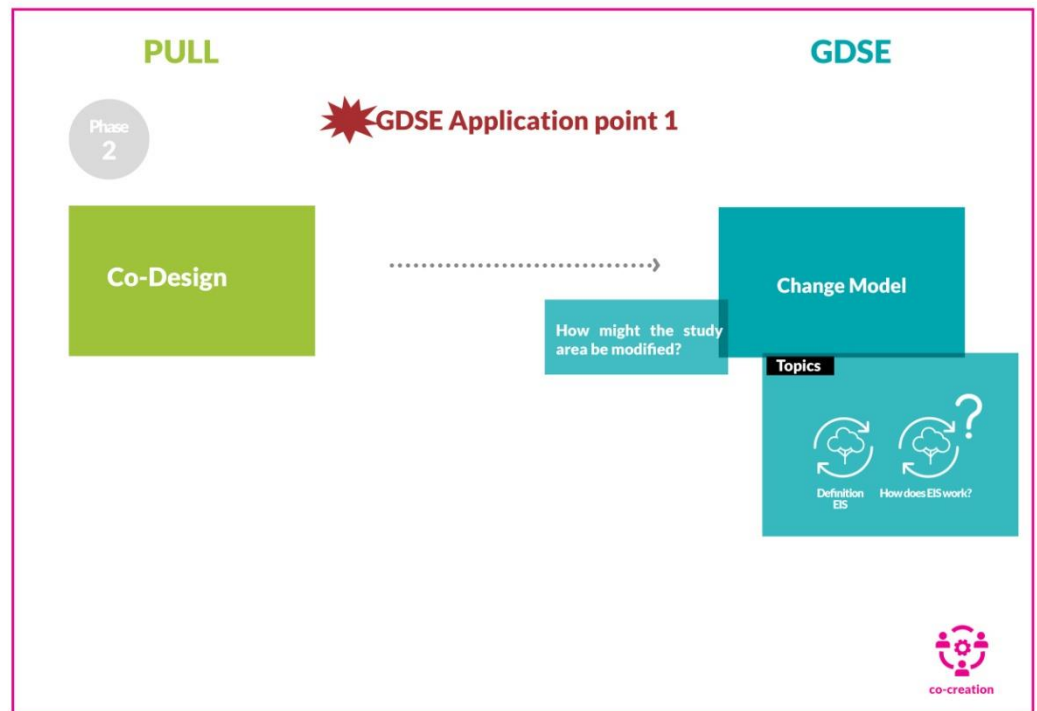 PULL
GDSE
Phase
2
GDSE Application point 1
Co-Design
Change Model
How might the study
area be modified?
Topics
?
Definition
EIS
How does EIS work?
co-creation